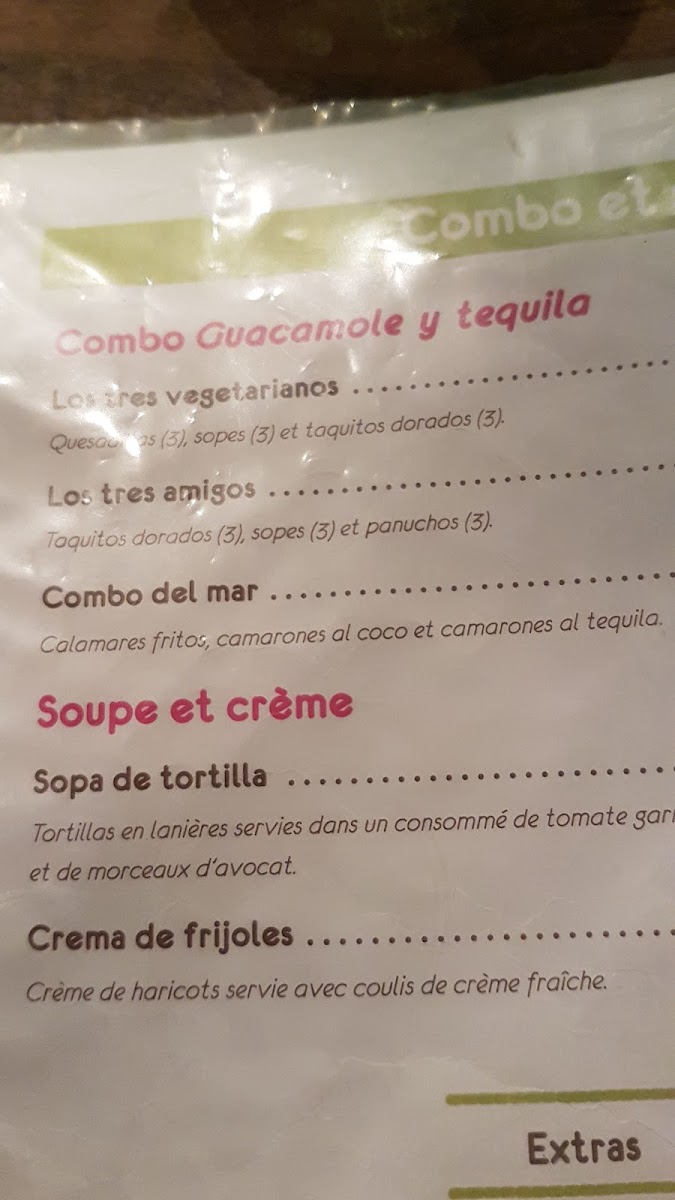 Combo et
Combo Guacamole y tequila
Los tres vegetarianos ........................
Quesadillas (3), sopes (3) et taquitos dorados (3).
Los tres amigos ..............................
Taquitos dorados (3), sopes (3) et panuchos (3).
Combo del mar ..............................
Calamares fritos, camarones al coco et camarones al tequila.
Soupe et crème
Sopa de tortilla ............................
Tortillas en lanières servies dans un consommé de tomate
et de morceaux d'avocat.
Crema de frijoles ..........................
Crème de haricots servie avec coulis de crème fraîche.
Extras